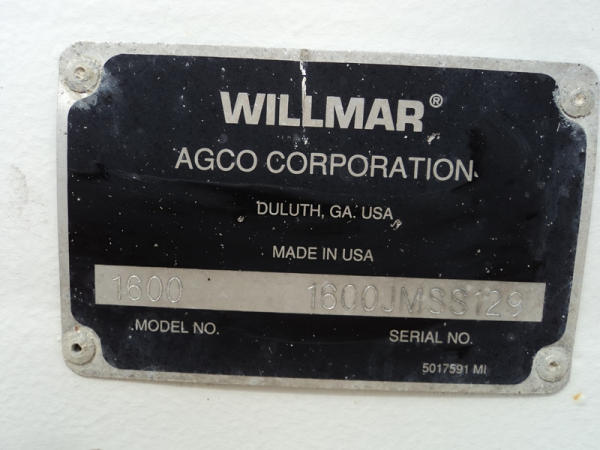 WILLMAR®
AGCO CORPORATION
DULUTH, GA. USA
MADE IN USA
1600 1600JMSS129
MODEL NO. SERIAL NO.
5017591 MI